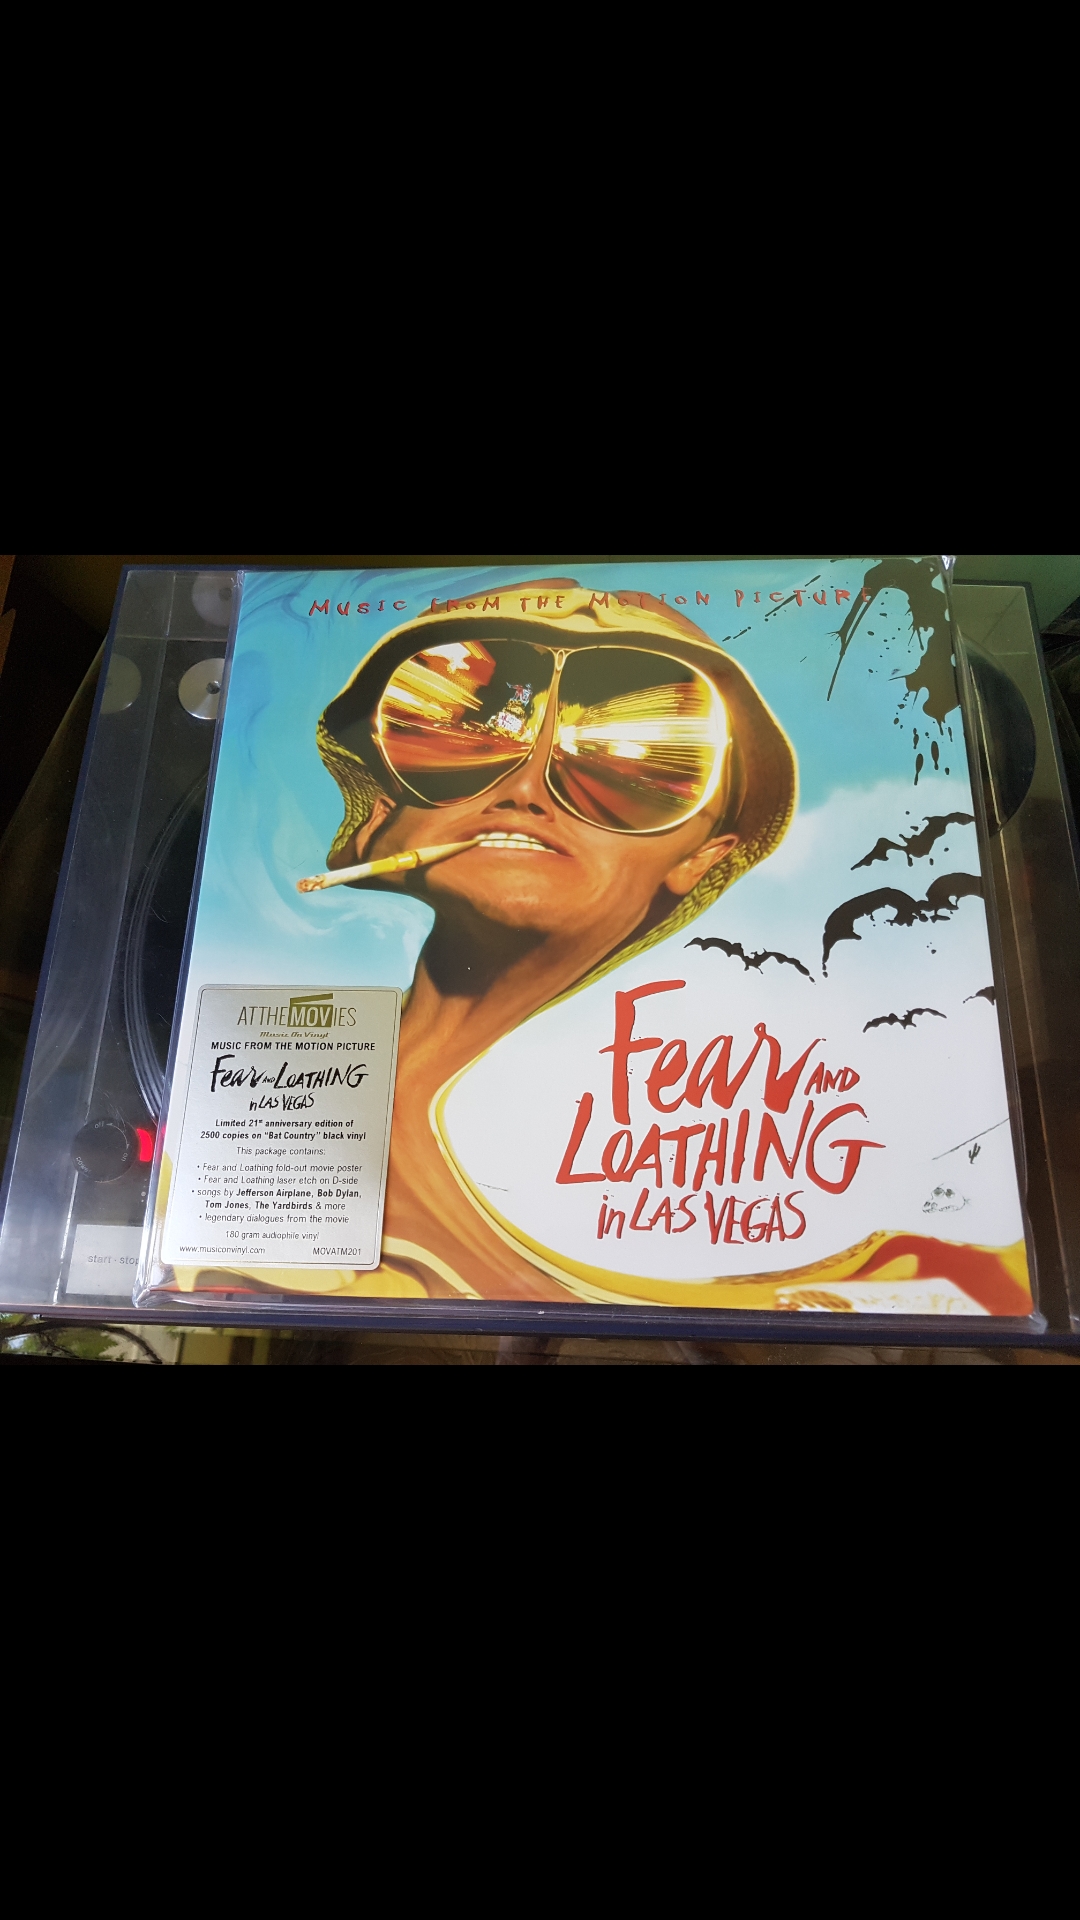 MUSIC FROM THE MOTION PICTURE
Fear AND
LOATHING
in LAS VEGAS
ATTHEMOVIES
Music On Vinyl
MUSIC FROM THE MOTION PICTURE
Fear AND LOATHING
in LAS VEGAS
Limited 21st anniversary edition of
2500 copies on "Bat Country" black vinyl
This package contains:
• Fear and Loathing fold-out movie poster
• Fear and Loathing laser etch on D-side
• songs by Jefferson Airplane, Bob Dylan,
Tom Jones, The Yardbirds & more
• legendary dialogues from the movie
180 gram audiophile vinyl
www.musiconvinyl.com MOVATM201
off
on
power
start - stop